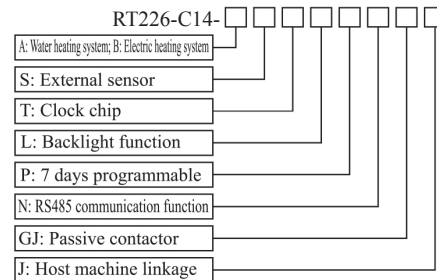 RT226-C14-
A: Water heating system; B: Electric heating system
S: External sensor
T: Clock chip
L: Backlight function
P: 7 days programmable
N: RS485 communication function
GJ: Passive contactor
J: Host machine linkage